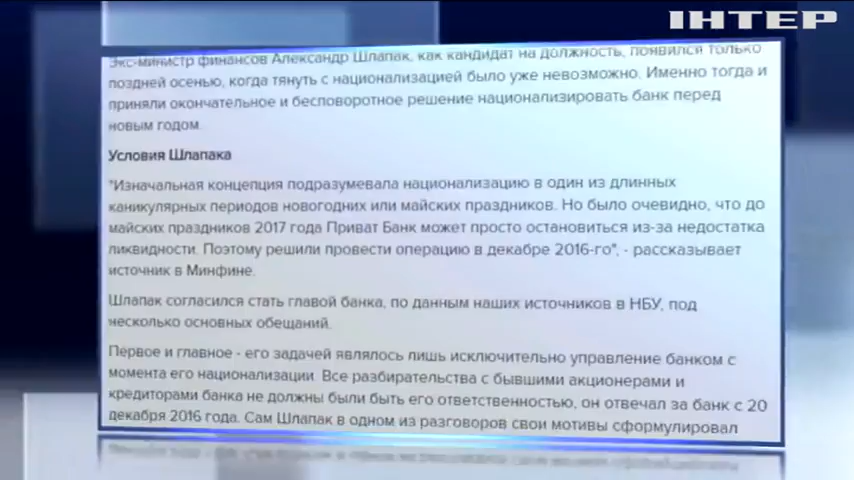 ІНТЕР
Экс-министр финансов Александр Шлапак, как кандидат на должность, появился только
поздней осенью, когда тянуть с национализацией было уже невозможно. Именно тогда и
приняли окончательное и бесповоротное решение национализировать банк перед
новым годом.
Условия Шлапака
"Изначальная концепция подразумевала национализацию в один из длинных
каникулярных периодов новогодних или майских праздников. Но было очевидно, что до
майских праздников 2017 года Приват Банк может просто остановиться из-за недостатка
ликвидности. Поэтому решили провести операцию в декабре 2016-го", - рассказывает
источник в Минфине.
Шлапак согласился стать главой банка, по данным наших источников в НБУ, под
несколько основных обещаний.
Первое и главное - его задачей являлось лишь исключительно управление банком с
момента его национализации. Все разбирательства с бывшими акционерами и
кредиторами банка не должны были быть его ответственностью, он отвечал за банк с 20
декабря 2016 года. Сам Шлапак в одном из разговоров свои мотивы сформулировал